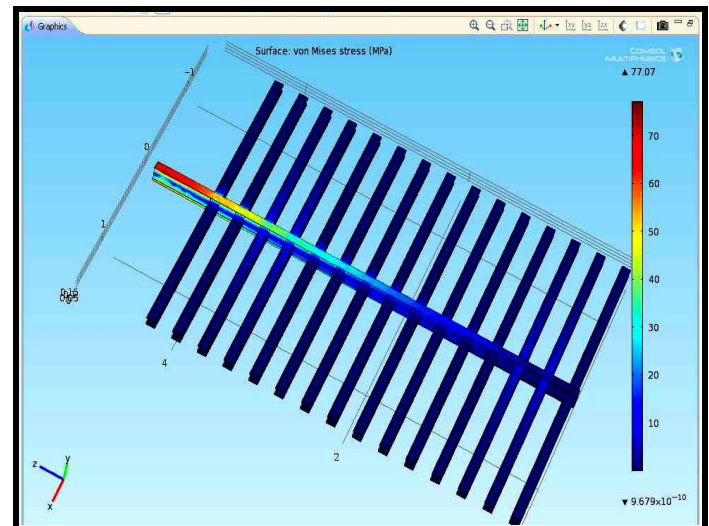 Graphics
Surface: von Mises stress (MPa)
COMSOL
MULTIPHYSICS
▲ 77.07
−1
0
1
4
2
70
60
50
40
30
20
10
▼ 9.679×10⁻¹⁰
z
y
x